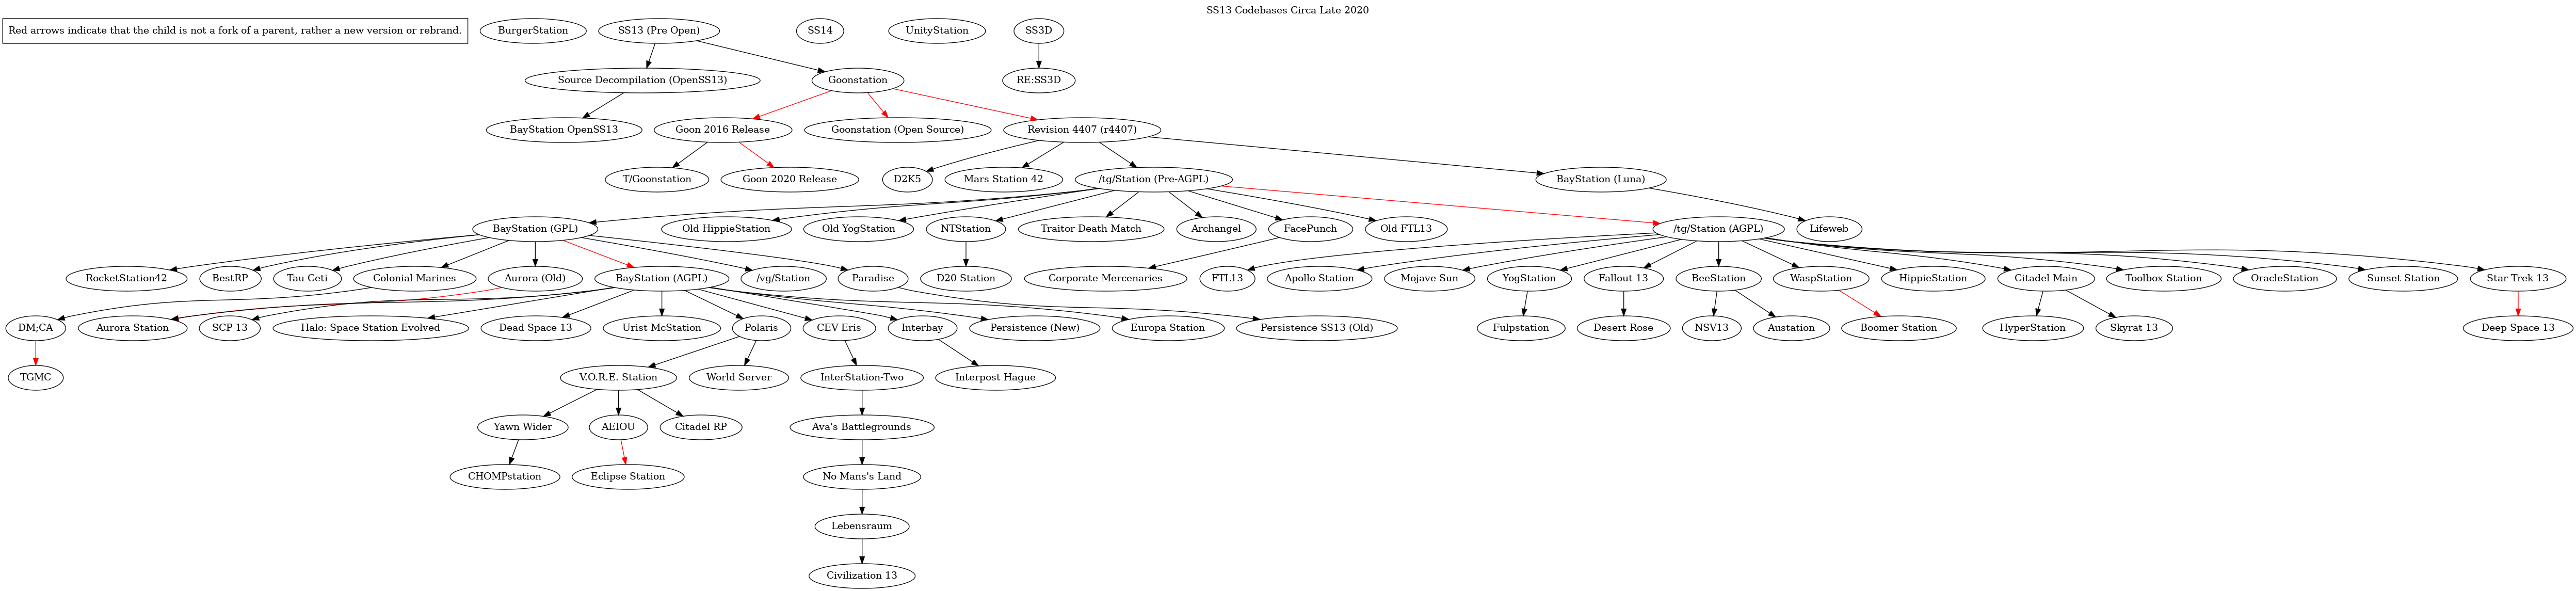 SS13 Codebases Circa Late 2020
Red arrows indicate that the child is not a fork of a parent, rather a new version or rebrand.
BurgerStation
SS13 (Pre Open)
SS14
UnityStation
SS3D
Source Decompilation (OpenSS13)
Goonstation
RE:SS3D
BayStation OpenSS13
Goon 2016 Release
Goonstation (Open Source)
Revision 4407 (r4407)
T/Goonstation
Goon 2020 Release
D2K5
Mars Station 42
/tg/Station (Pre-AGPL)
BayStation (Luna)
BayStation (GPL)
Old HippieStation
Old YogStation
NTStation
Traitor Death Match
Archangel
FacePunch
Old FTL13
/tg/Station (AGPL)
Lifeweb
RocketStation42
BestRP
Tau Ceti
Colonial Marines
Aurora (Old)
BayStation (AGPL)
/vg/Station
Paradise
D20 Station
Corporate Mercenaries
FTL13
Apollo Station
Mojave Sun
YogStation
Fallout 13
BeeStation
WaspStation
HippieStation
Citadel Main
Toolbox Station
OracleStation
Sunset Station
Star Trek 13
DM;CA
Aurora Station
SCP-13
Halo: Space Station Evolved
Dead Space 13
Urist McStation
Polaris
CEV Eris
Interbay
Persistence (New)
Europa Station
Persistence SS13 (Old)
Fulpstation
Desert Rose
NSV13
Austation
Boomer Station
HyperStation
Skyrat 13
Deep Space 13
TGMC
V.O.R.E. Station
World Server
InterStation-Two
Interpost Hague
Yawn Wider
AEIOU
Citadel RP
Ava's Battlegrounds
CHOMPstation
Eclipse Station
No Mans's Land
Lebensraum
Civilization 13